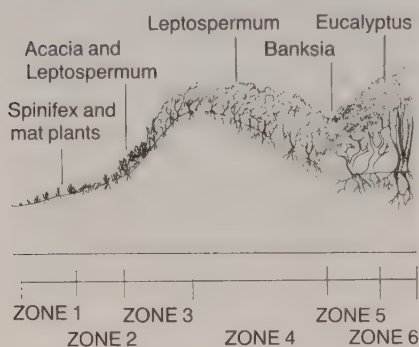 Leptospermum
Eucalyptus
Acacia and
Leptospermum
Banksia
Spinifex and
mat plants
ZONE 1
ZONE 2
ZONE 3
ZONE 4
ZONE 5
ZONE 6